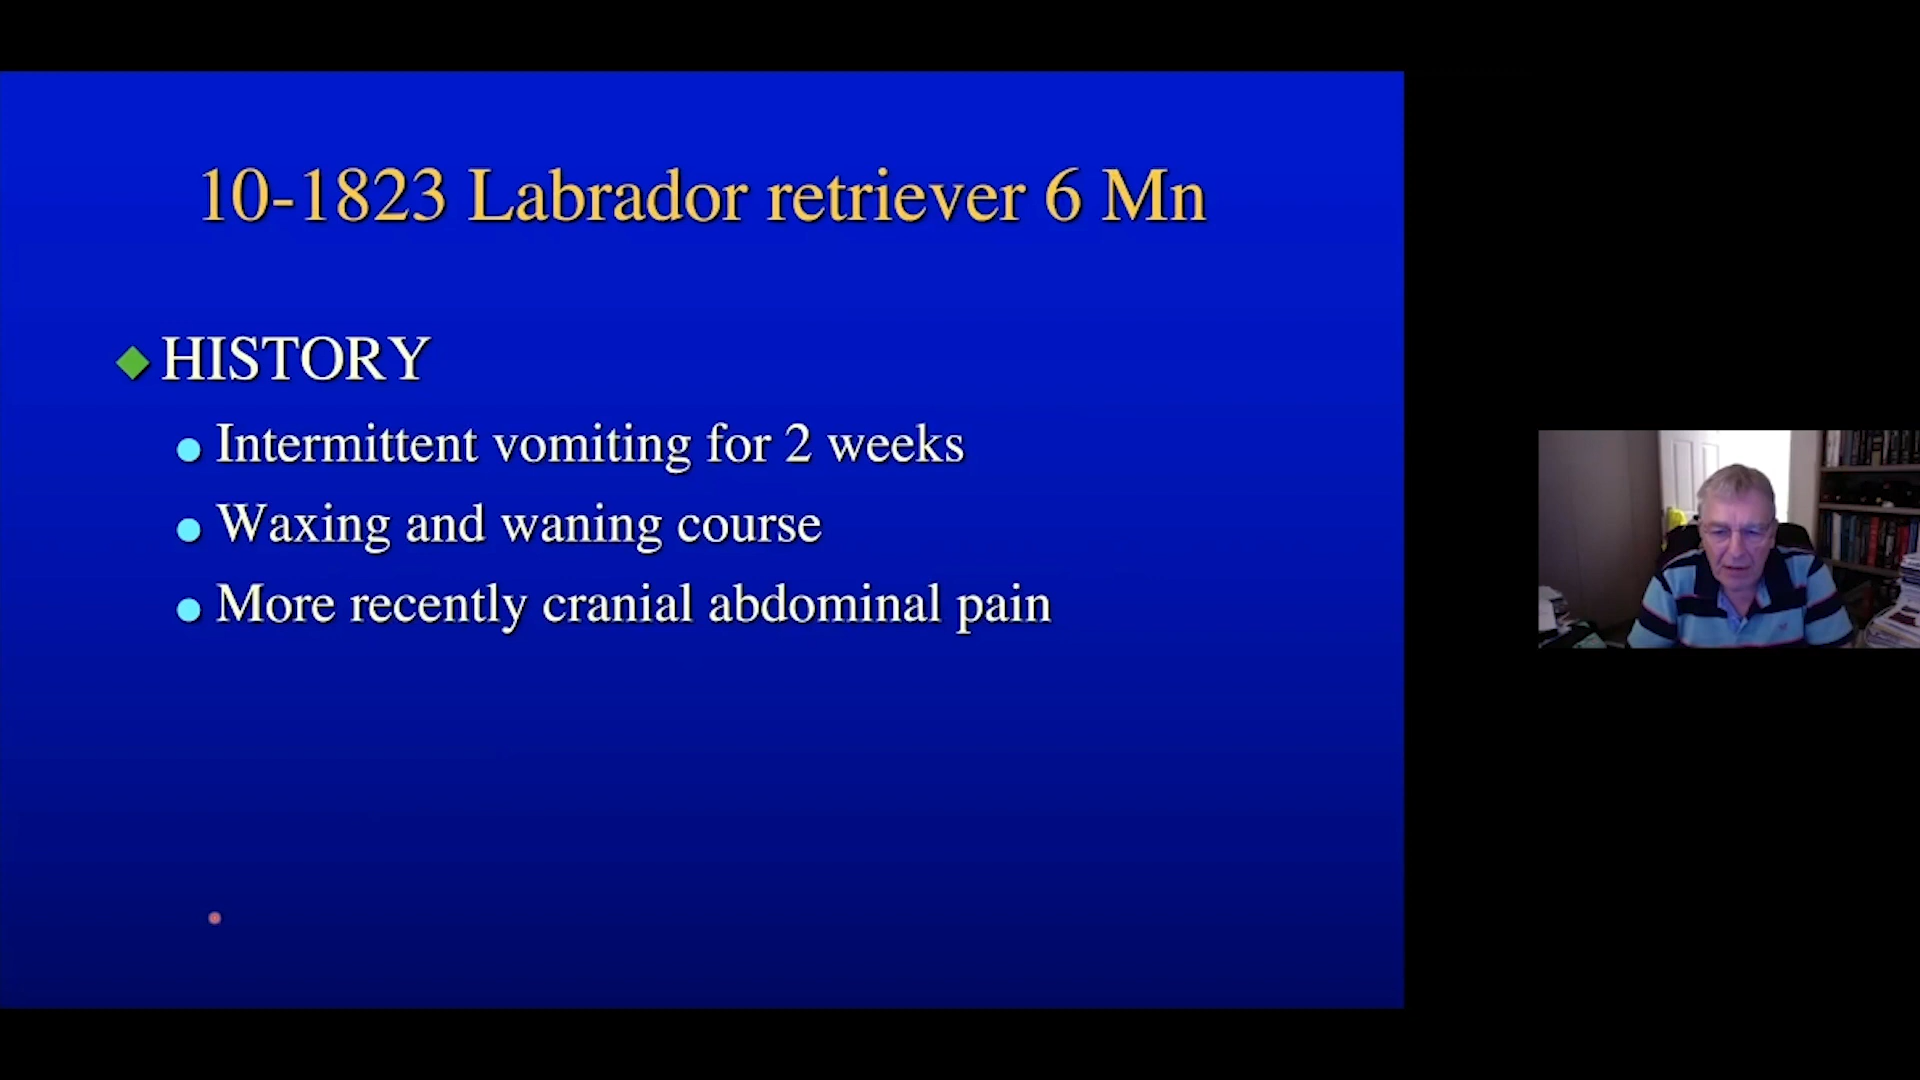 10-1823 Labrador retriever 6 Mn
HISTORY
Intermittent vomiting for 2 weeks
Waxing and waning course
More recently cranial abdominal pain